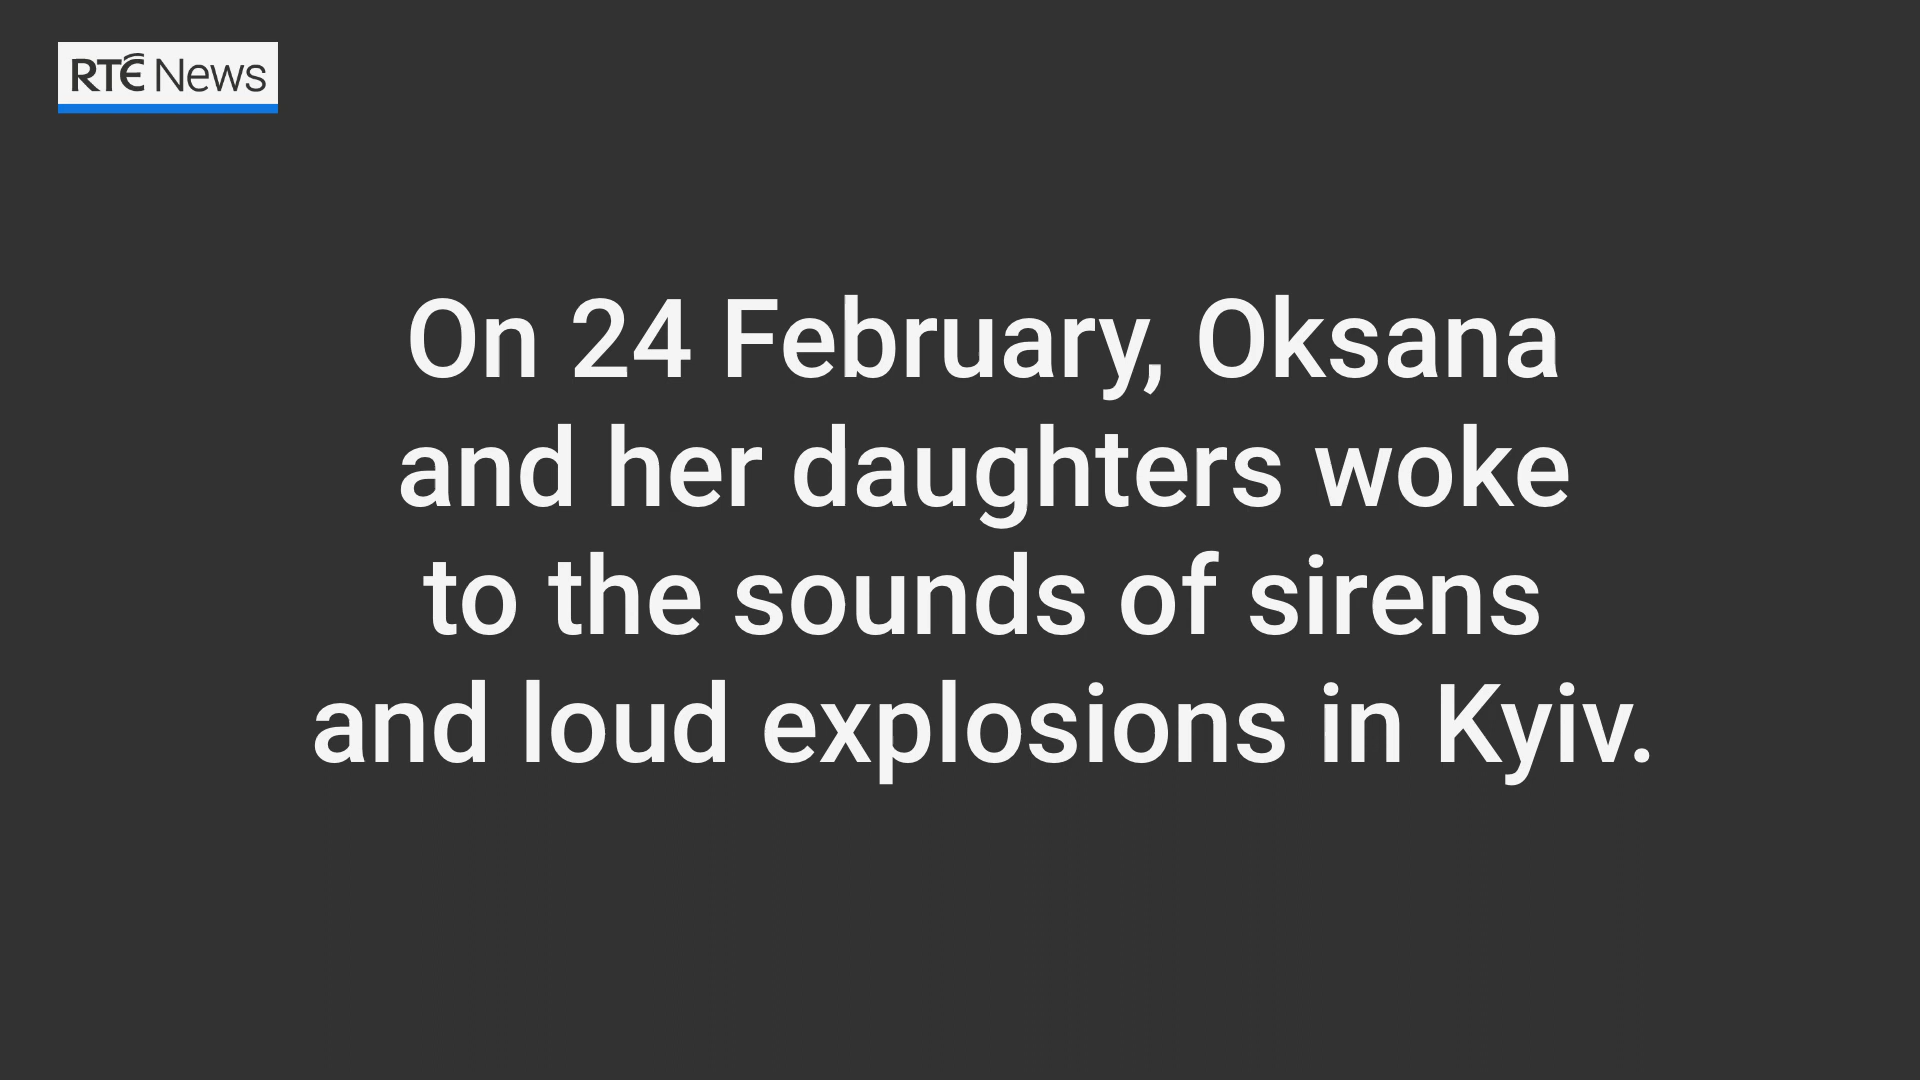 RTÉ News
On 24 February, Oksana
and her daughters woke
to the sounds of sirens
and loud explosions in Kyiv.